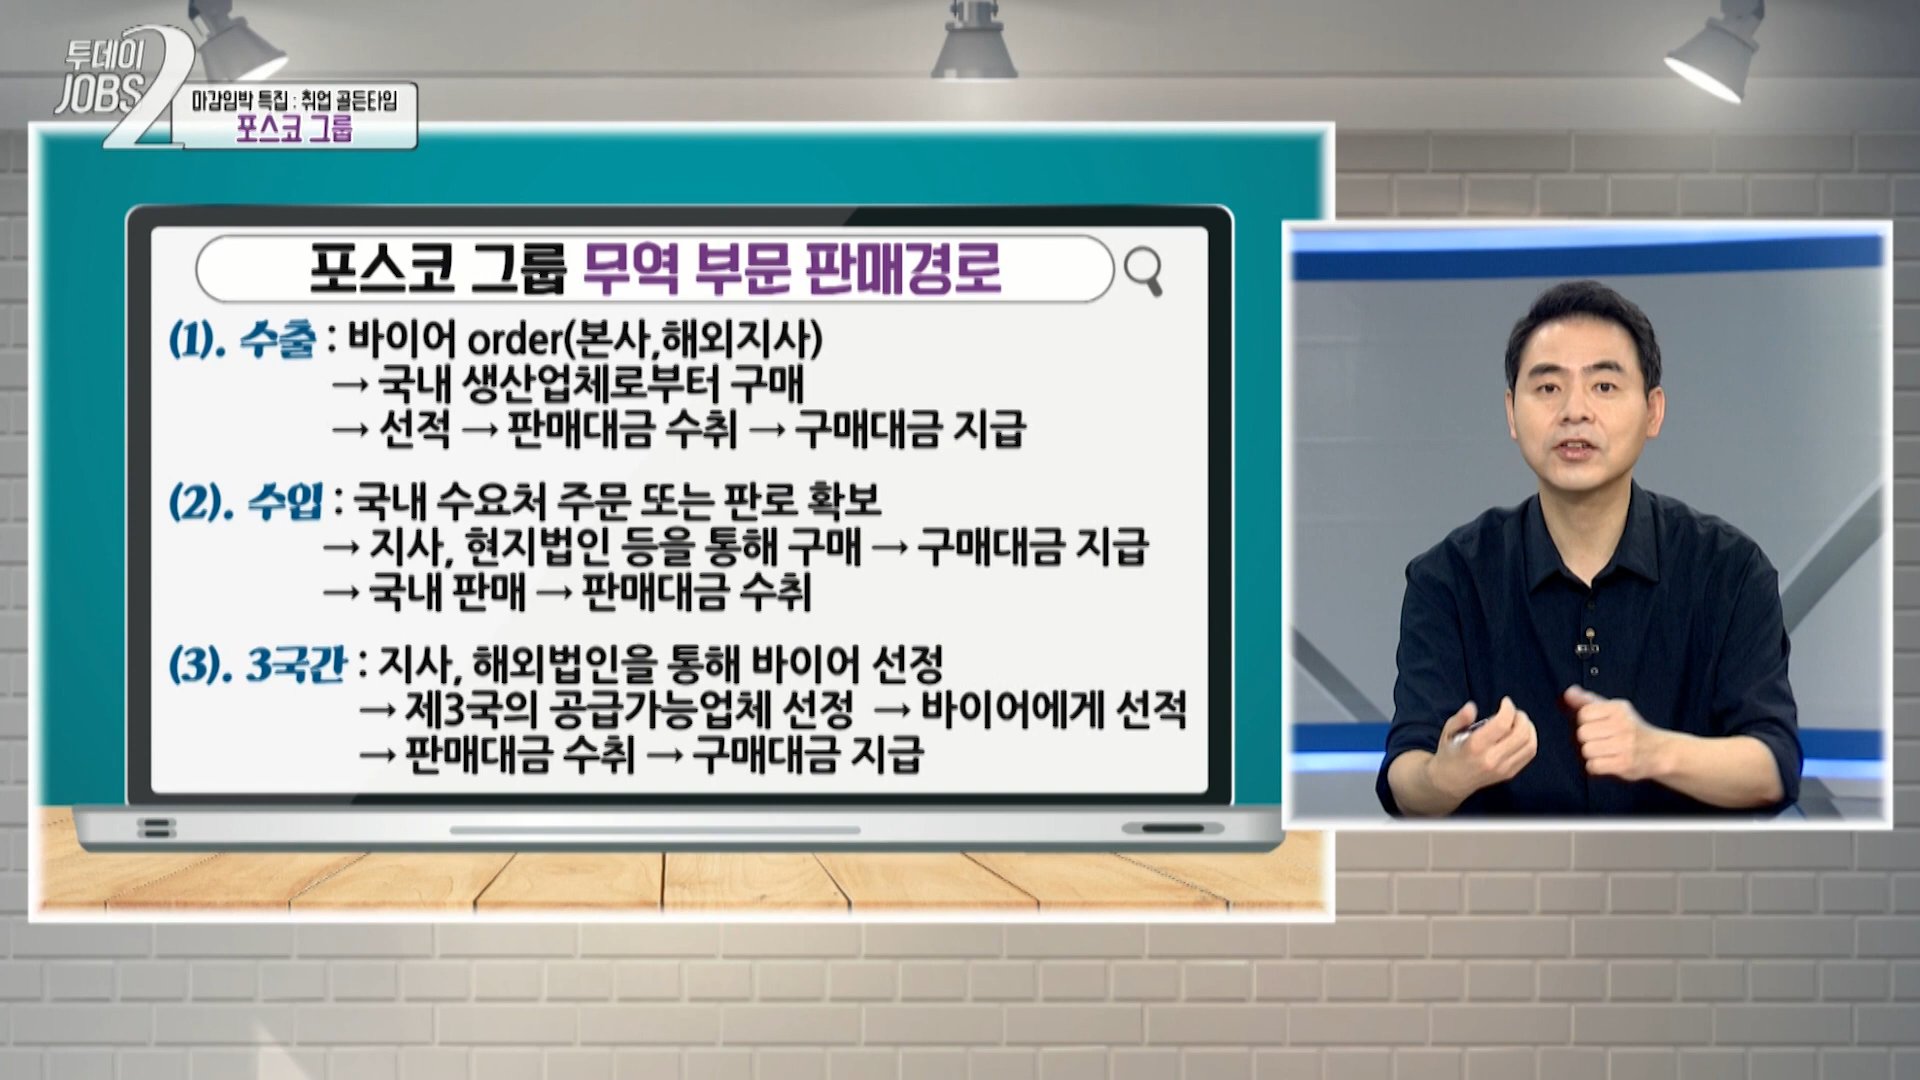 투데이
JOBS 2
마감임박 특집 : 취업 골든타임
포스코 그룹
포스코 그룹 무역 부문 판매경로
(1). 수출 : 바이어 order(본사,해외지사)
→ 국내 생산업체로부터 구매
→ 선적 → 판매대금 수취 → 구매대금 지급
(2). 수입 : 국내 수요처 주문 또는 판로 확보
→ 지사, 현지법인 등을 통해 구매 → 구매대금 지급
→ 국내 판매 → 판매대금 수취
(3). 3국간 : 지사, 해외법인을 통해 바이어 선정
→ 제3국의 공급가능업체 선정 → 바이어에게 선적
→ 판매대금 수취 → 구매대금 지급